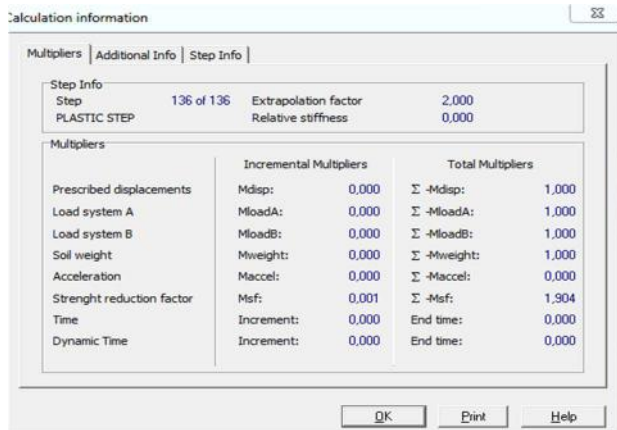 Calculation information
Multipliers Additional Info Step Info
Step Info
Step 136 of 136 Extrapolation factor 2,000
PLASTIC STEP Relative stiffness 0,000
Multipliers
Incremental Multipliers Total Multipliers
Prescribed displacements Mdisp: 0,000 Σ -Mdisp: 1,000
Load system A MloadA: 0,000 Σ -MloadA: 1,000
Load system B MloadB: 0,000 Σ -MloadB: 1,000
Soil weight Mweight: 0,000 Σ -Mweight: 1,000
Acceleration Maccel: 0,000 Σ -Maccel: 0,000
Strenght reduction factor Msf: 0,001 Σ -Msf: 1,904
Time Increment: 0,000 End time: 0,000
Dynamic Time Increment: 0,000 End time: 0,000
OK Print Help